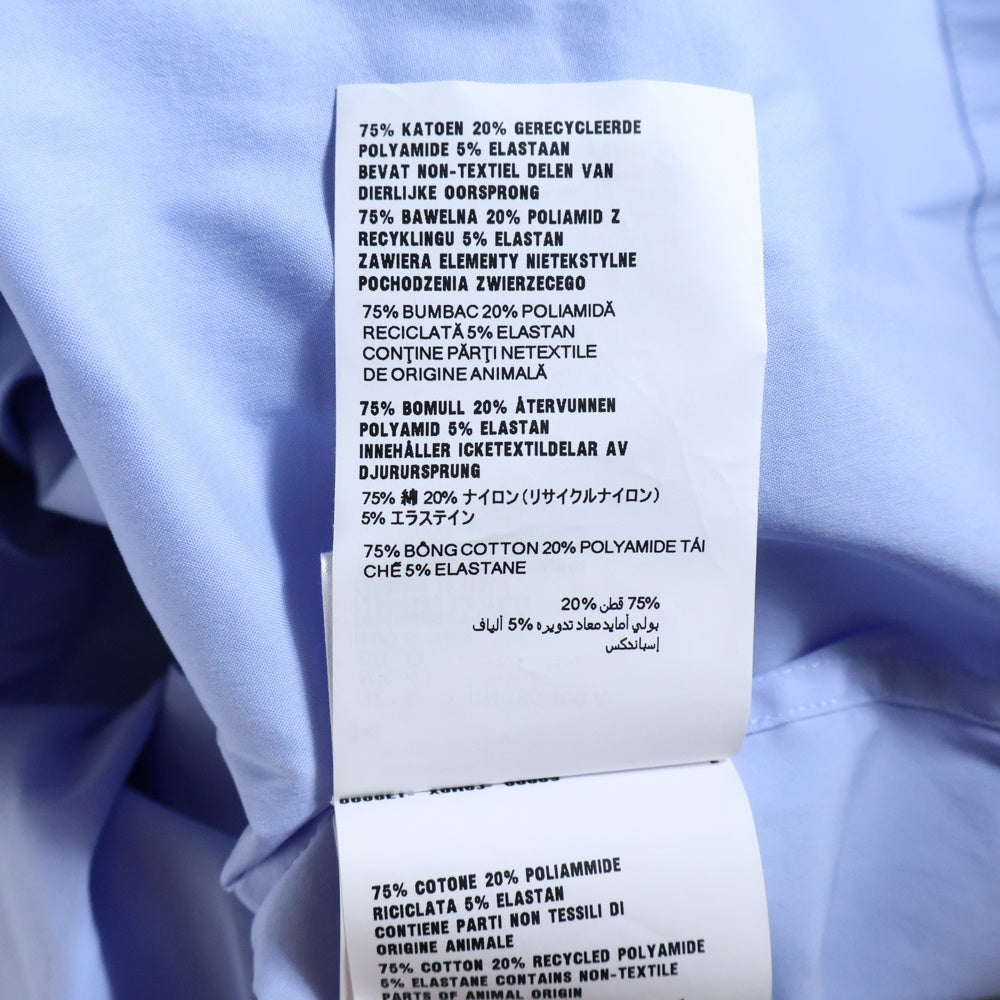 75% KATOEN 20% GERECYCLEERDE
POLYAMIDE 5% ELASTAAN
BEVAT NON-TEXTIEL DELEN VAN
DIERLIJKE OORSPRONG
75% BAWELNA 20% POLIAMID Z
RECYKLINGU 5% ELASTAN
ZAWIERA ELEMENTY NIETEKSTYLNE
POCHODZENIA ZWIERZECEGO
75% BUMBAC 20% POLIAMIDĂ
RECICLATĂ 5% ELASTAN
CONŢINE PĂRŢI NETEXTILE
DE ORIGINE ANIMALĂ
75% BOMULL 20% ÅTERVUNNEN
POLYAMID 5% ELASTAN
INNEHÅLLER ICKETEXTILDELAR AV
DJURURSPRUNG
75% 綿 20% ナイロン(リサイクルナイロン)
5% エラステイン
75% BÔNG COTTON 20% POLYAMIDE TÁI
CHẾ 5% ELASTANE
75% قطن 20%
بولي أمايد معاد تدويره 5% ألياف
إسباندكس
75% COTONE 20% POLIAMMIDE
RICICLATA 5% ELASTAN
CONTIENE PARTI NON TESSILI DI
ORIGINE ANIMALE
75% COTTON 20% RECYCLED POLYAMIDE
5% ELASTANE CONTAINS NON-TEXTILE
PARTS OF ANIMAL ORIGIN